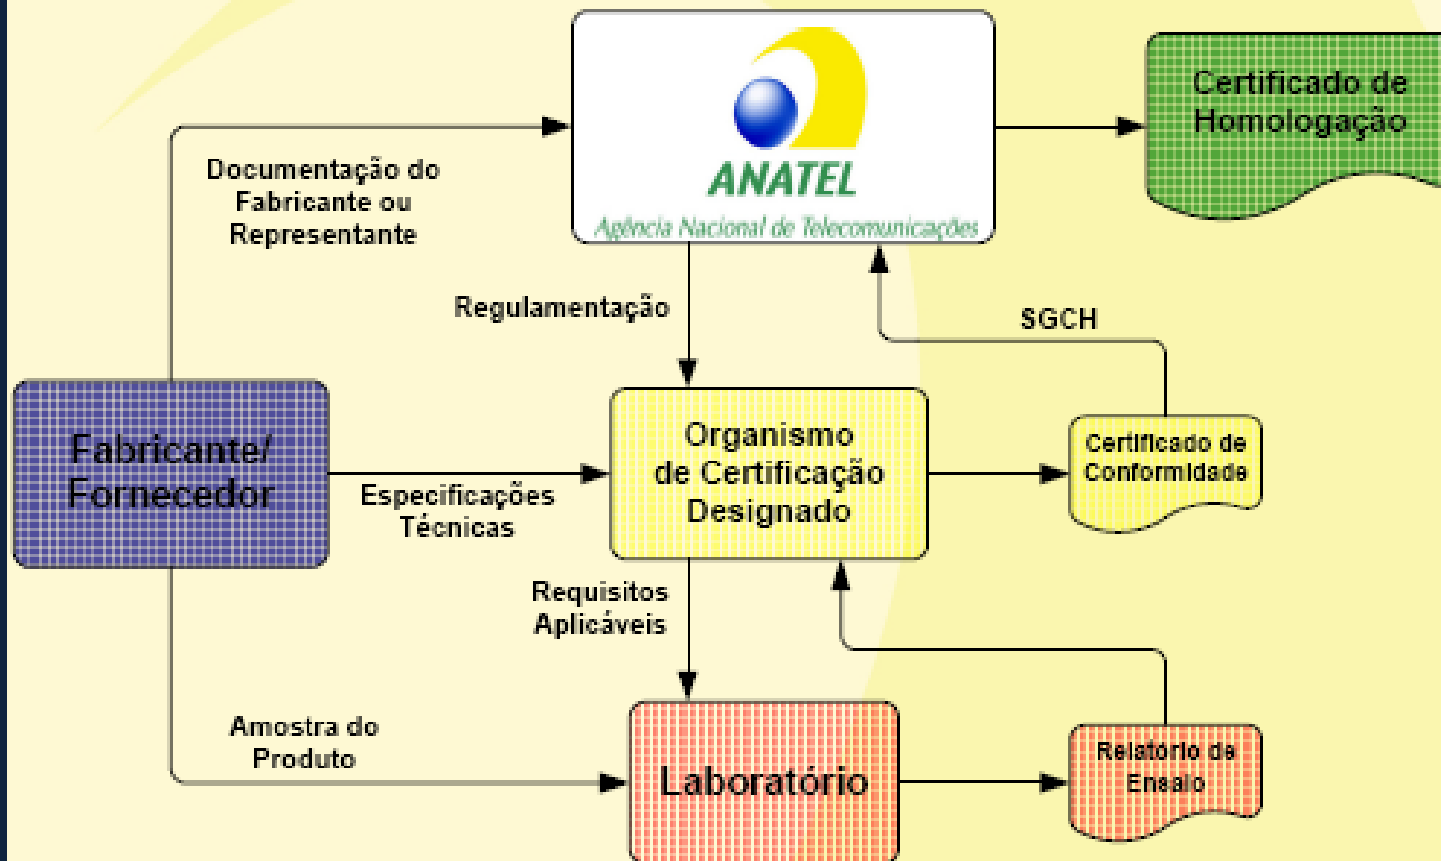 ANATEL
Agência Nacional de Telecomunicações
Certificado de
Homologação
Documentação do
Fabricante ou
Representante
Regulamentação
SGCH
Fabricante/
Fornecedor
Especificações
Técnicas
Organismo
de Certificação
Designado
Certificado de
Conformidade
Requisitos
Aplicáveis
Amostra do
Produto
Laboratório
Relatório de
Ensaio